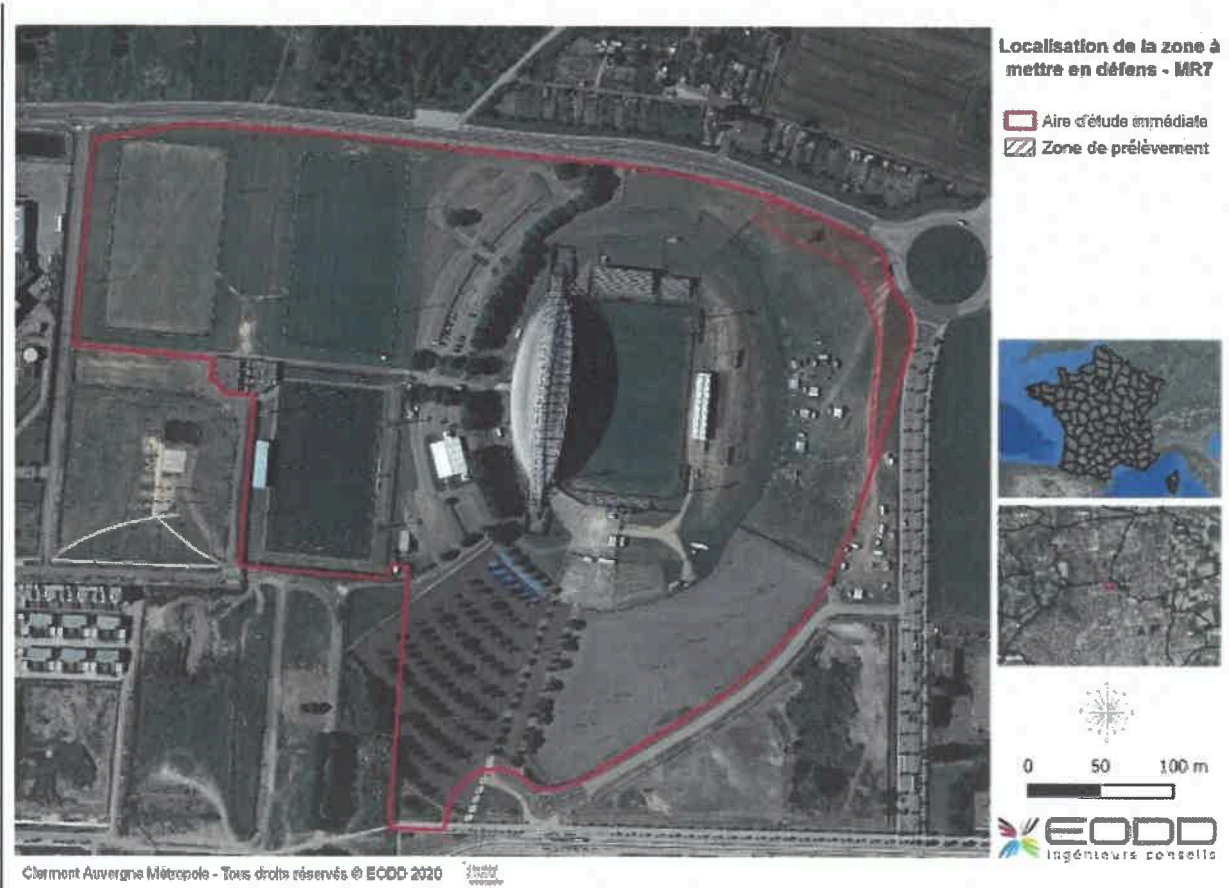 Localisation de la zone à
mettre en défens - MR7
Aire d'étude immédiate
Zone de prélèvement
0 50 100 m
EODD
ingénieurs conseils
Clermont Auvergne Métropole - Tous droits réservés © EODD 2020